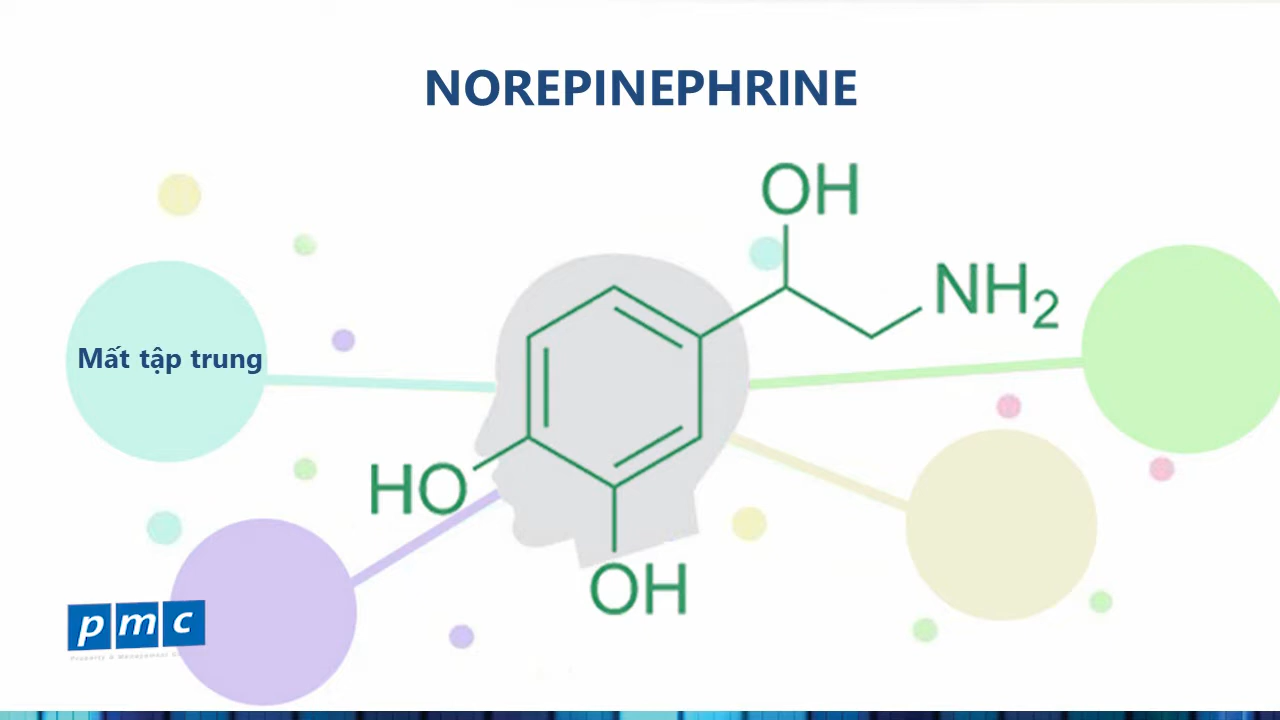 NOREPINEPHRINE
OH
NH2
Mất tập trung
HO
OH
pmc